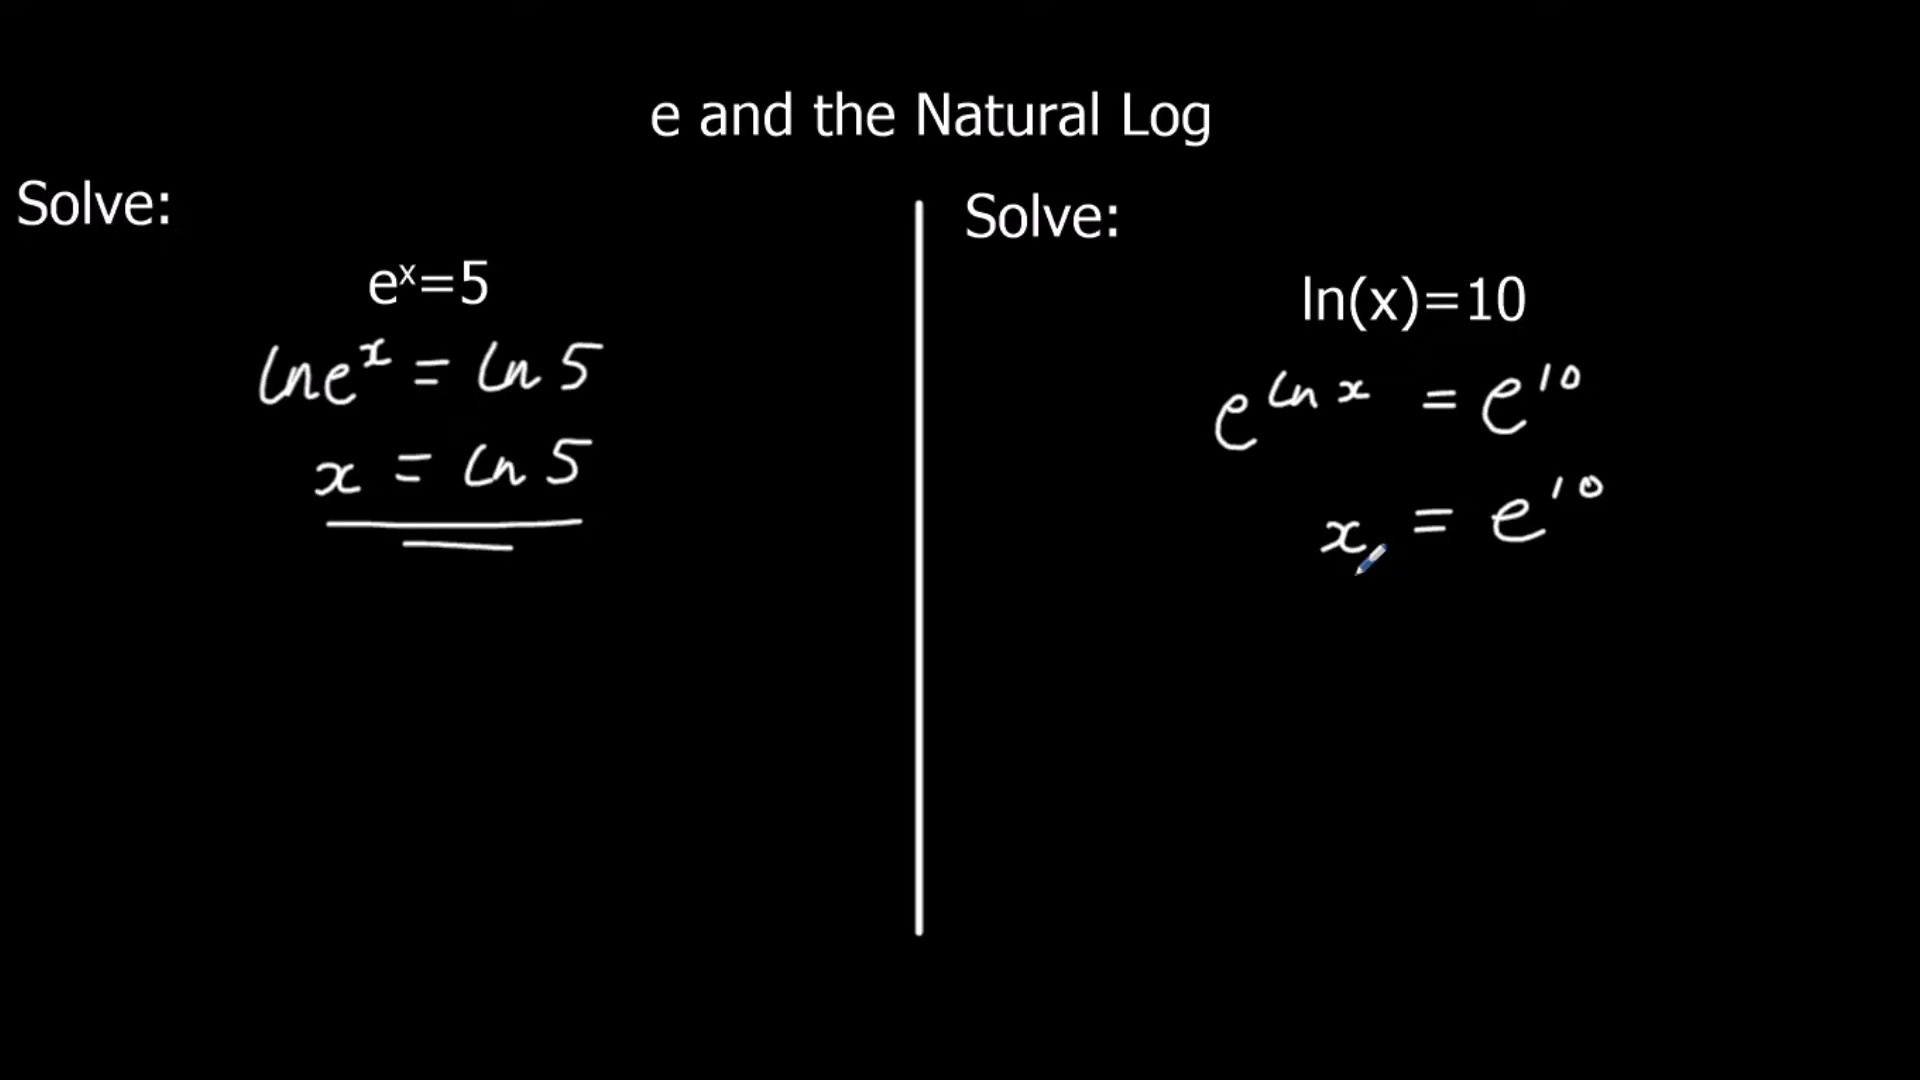 e and the Natural Log
Solve:
eˣ=5
ln eˣ = ln 5
x = ln 5
Solve:
ln(x)=10
e^{ln x} = e¹⁰
x = e¹⁰